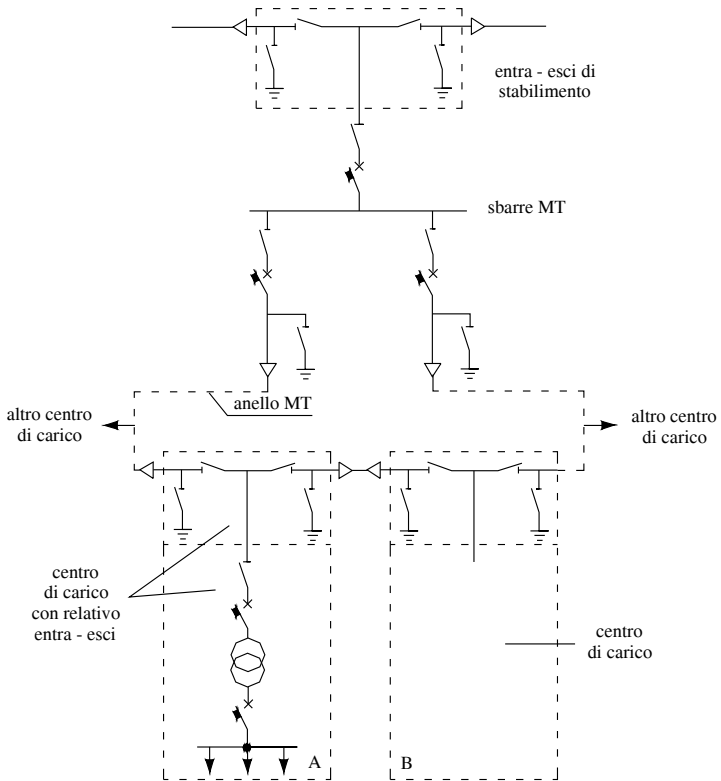 entra - esci di
stabilimento
sbarre MT
anello MT
altro centro
di carico
altro centro
di carico
centro
di carico
con relativo
entra - esci
centro
di carico
A
B